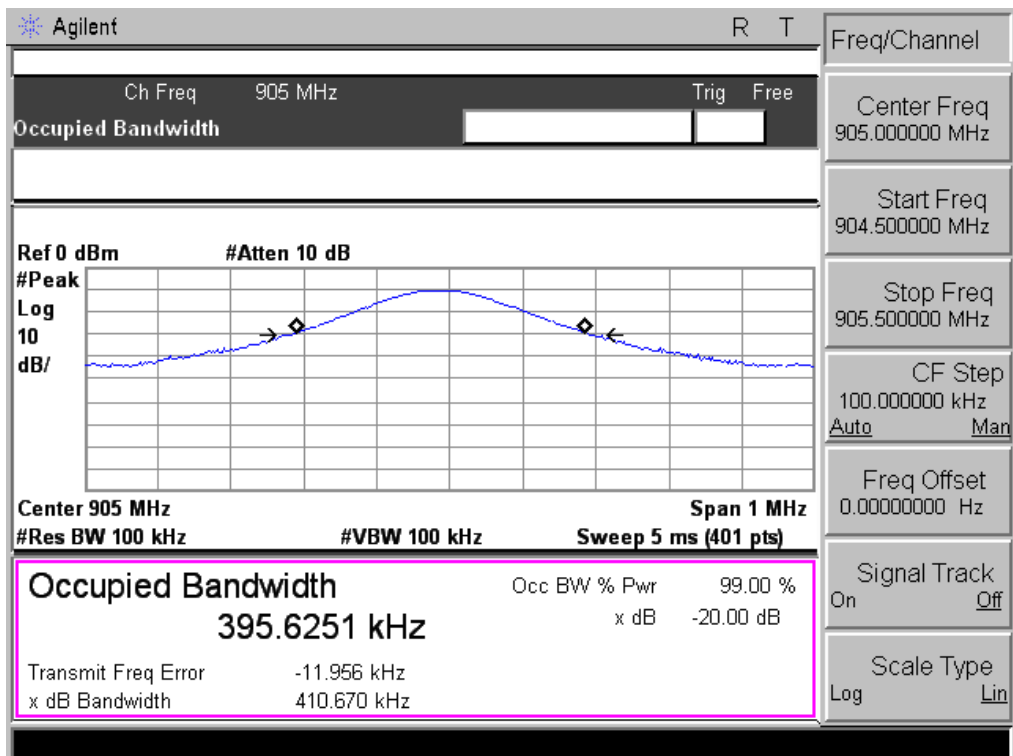 Agilent R T
Ch Freq 905 MHz Trig Free
Occupied Bandwidth
Ref 0 dBm #Atten 10 dB
#Peak
Log
10
dB/
Center 905 MHz Span 1 MHz
#Res BW 100 kHz #VBW 100 kHz Sweep 5 ms (401 pts)
Occupied Bandwidth Occ BW % Pwr 99.00 %
395.6251 kHz x dB -20.00 dB
Transmit Freq Error -11.956 kHz
x dB Bandwidth 410.670 kHz
Freq/Channel
Center Freq
905.000000 MHz
Start Freq
904.500000 MHz
Stop Freq
905.500000 MHz
CF Step
100.000000 kHz
Auto Man
Freq Offset
0.00000000 Hz
Signal Track
On Off
Scale Type
Log Lin